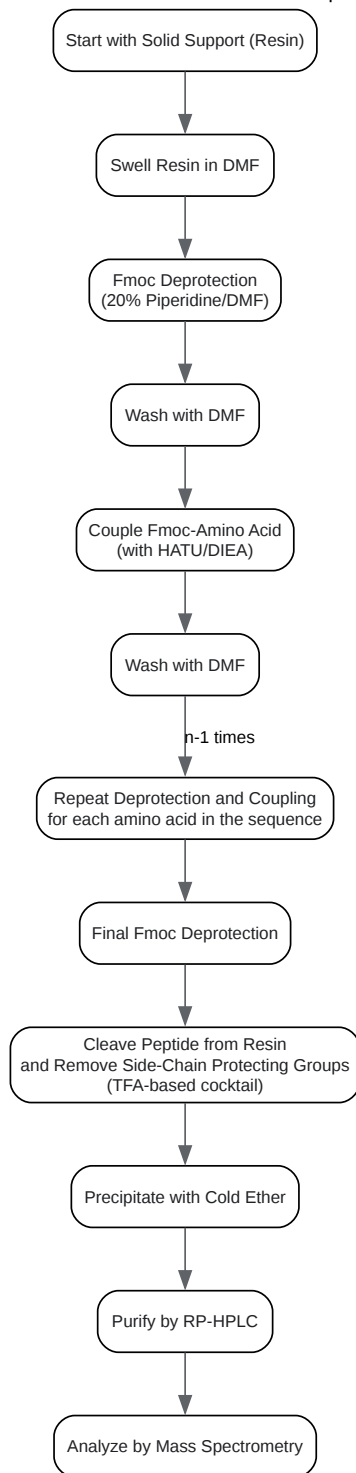 Start with Solid Support (Resin)
Swell Resin in DMF
Fmoc Deprotection
(20% Piperidine/DMF)
Wash with DMF
Couple Fmoc-Amino Acid
(with HATU/DIEA)
Wash with DMF
n-1 times
Repeat Deprotection and Coupling
for each amino acid in the sequence
Final Fmoc Deprotection
Cleave Peptide from Resin
and Remove Side-Chain Protecting Groups
(TFA-based cocktail)
Precipitate with Cold Ether
Purify by RP-HPLC
Analyze by Mass Spectrometry